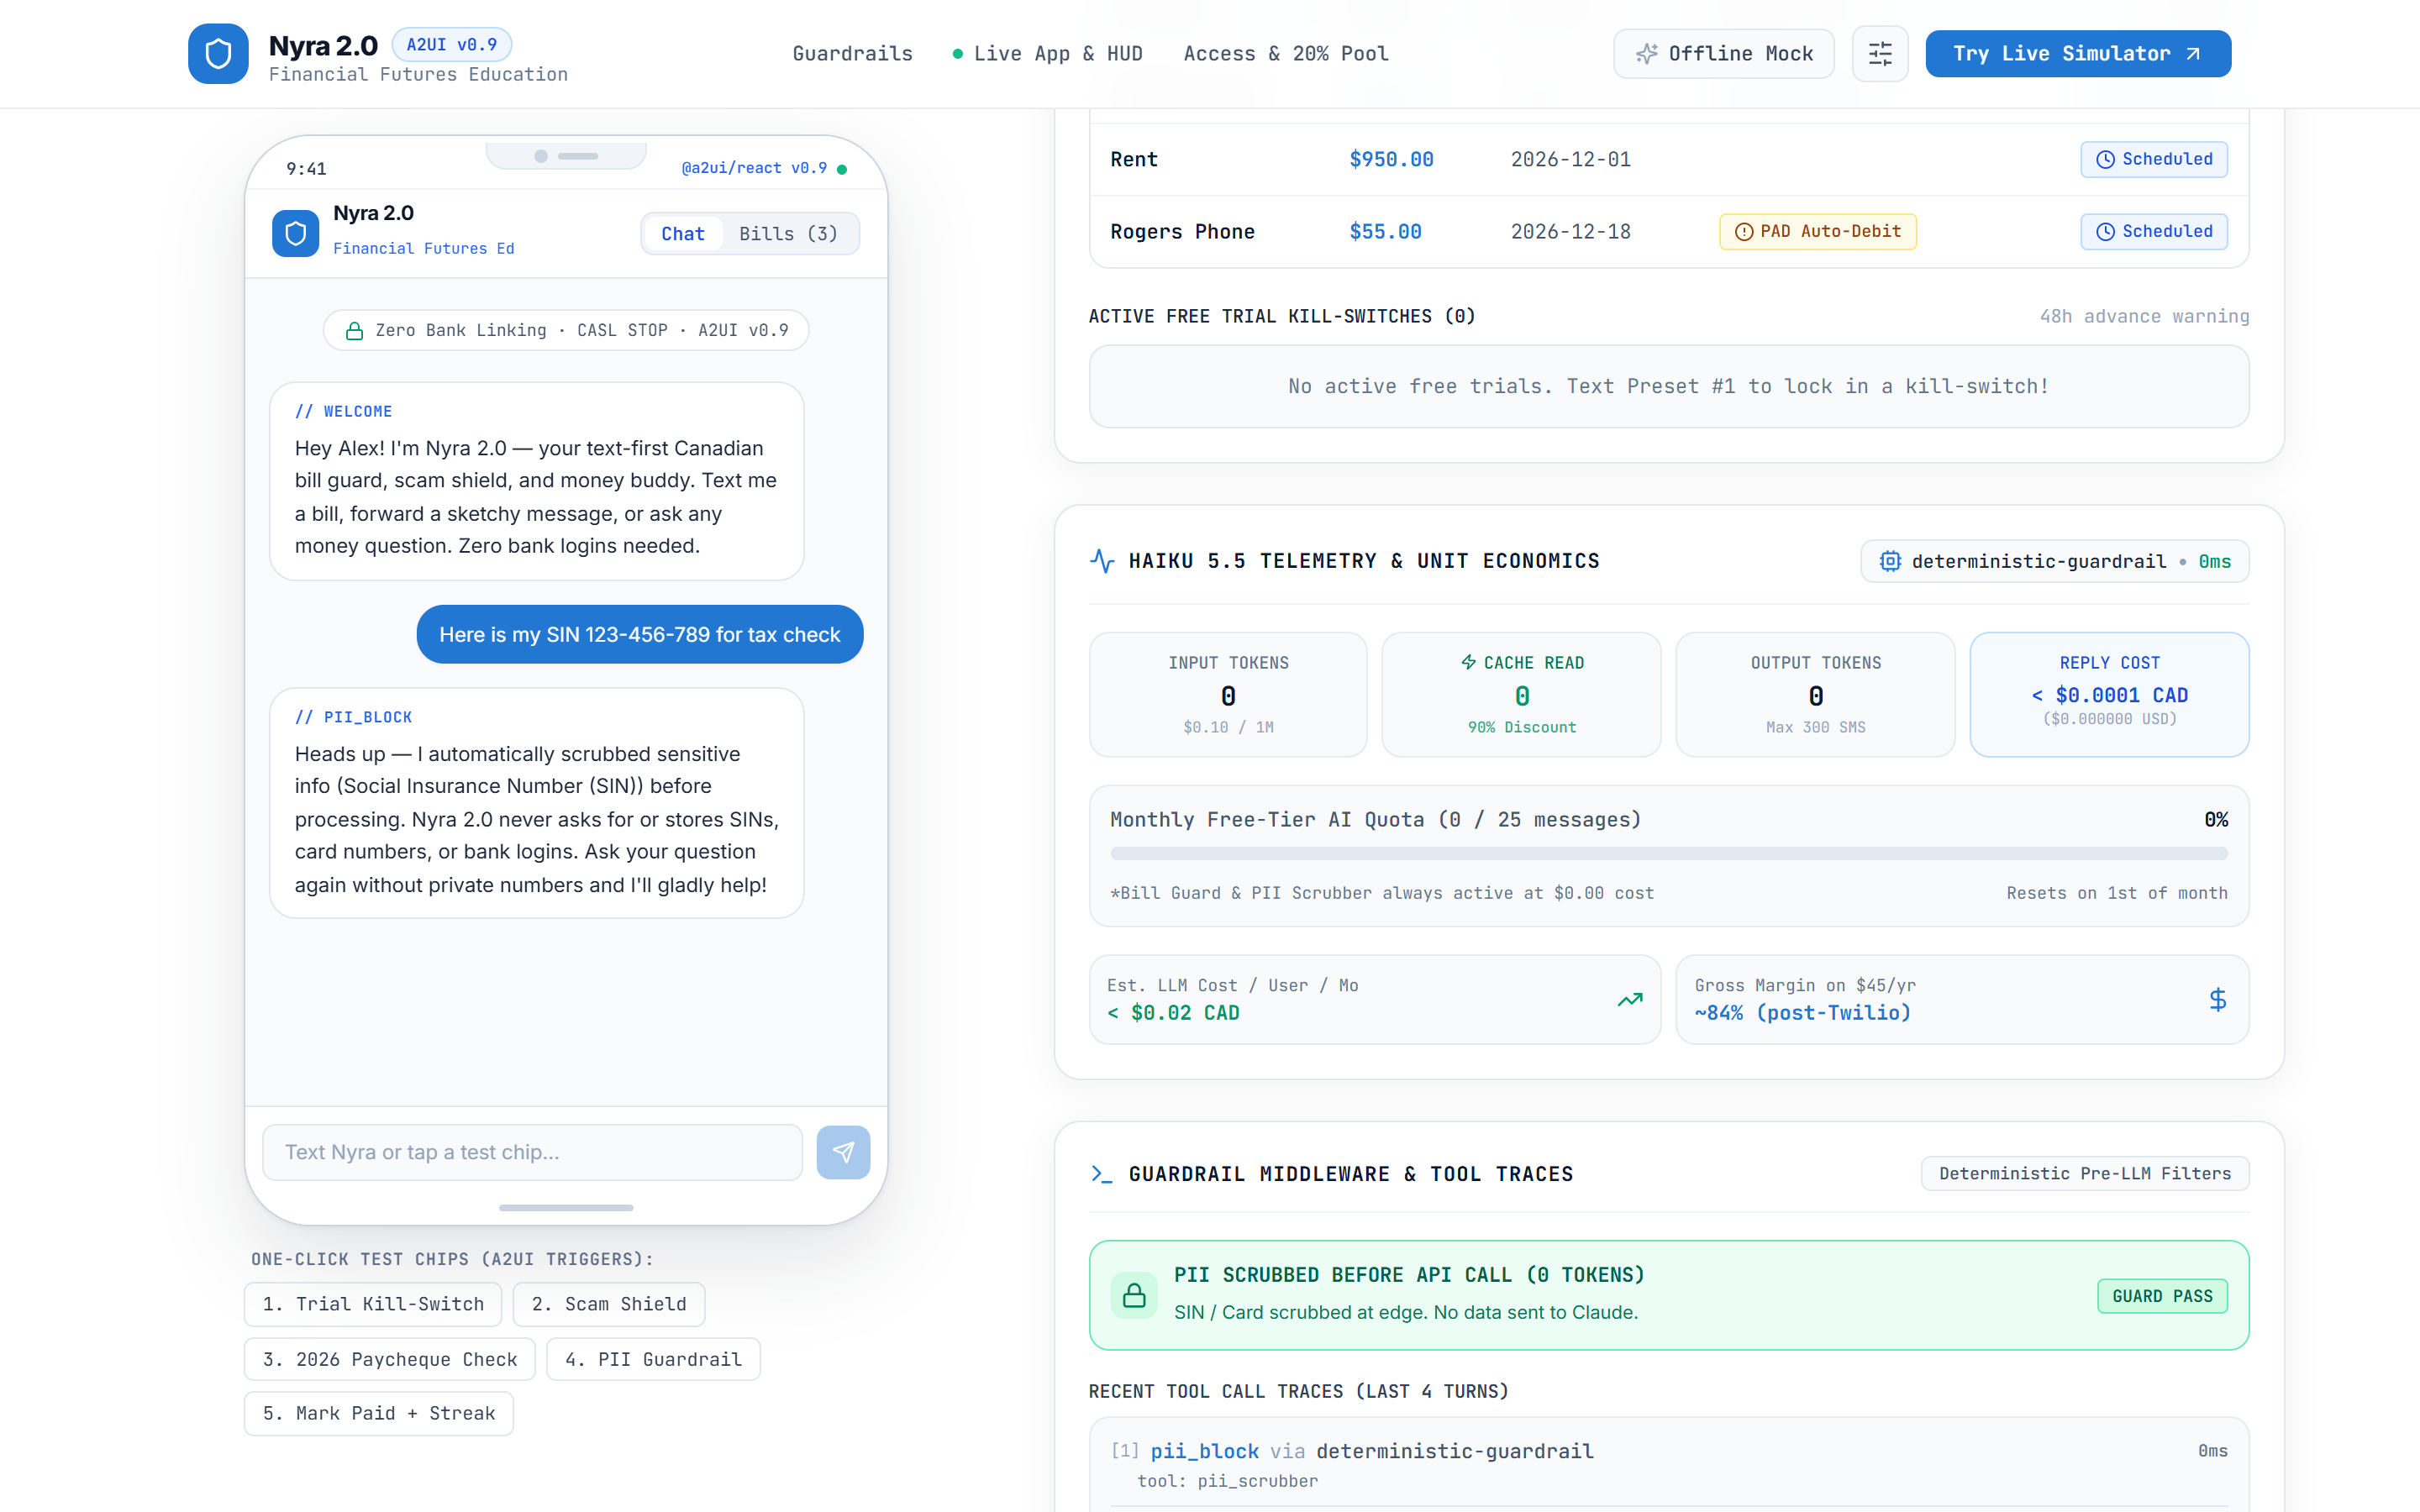 Nyra 2.0 A2UI v0.9
Financial Futures Education
Guardrails Live App & HUD Access & 20% Pool
Offline Mock
Try Live Simulator
9:41
@a2ui/react v0.9
Nyra 2.0
Financial Futures Ed
Chat Bills (3)
Zero Bank Linking · CASL STOP · A2UI v0.9
// WELCOME
Hey Alex! I'm Nyra 2.0 — your text-first Canadian
bill guard, scam shield, and money buddy. Text me
a bill, forward a sketchy message, or ask any
money question. Zero bank logins needed.
Here is my SIN 123-456-789 for tax check
// PII_BLOCK
Heads up — I automatically scrubbed sensitive
info (Social Insurance Number (SIN)) before
processing. Nyra 2.0 never asks for or stores SINs,
card numbers, or bank logins. Ask your question
again without private numbers and I'll gladly help!
Text Nyra or tap a test chip...
ONE-CLICK TEST CHIPS (A2UI TRIGGERS):
1. Trial Kill-Switch 2. Scam Shield
3. 2026 Paycheque Check 4. PII Guardrail
5. Mark Paid + Streak
Rent $950.00 2026-12-01 Scheduled
Rogers Phone $55.00 2026-12-18 PAD Auto-Debit Scheduled
ACTIVE FREE TRIAL KILL-SWITCHES (0) 48h advance warning
No active free trials. Text Preset #1 to lock in a kill-switch!
HAIKU 5.5 TELEMETRY & UNIT ECONOMICS deterministic-guardrail • 0ms
INPUT TOKENS
0
$0.10 / 1M
CACHE READ
0
90% Discount
OUTPUT TOKENS
0
Max 300 SMS
REPLY COST
< $0.0001 CAD
($0.000000 USD)
Monthly Free-Tier AI Quota (0 / 25 messages) 0%
*Bill Guard & PII Scrubber always active at $0.00 cost Resets on 1st of month
Est. LLM Cost / User / Mo
< $0.02 CAD
Gross Margin on $45/yr
~84% (post-Twilio)
GUARDRAIL MIDDLEWARE & TOOL TRACES Deterministic Pre-LLM Filters
PII SCRUBBED BEFORE API CALL (0 TOKENS)
SIN / Card scrubbed at edge. No data sent to Claude.
GUARD PASS
RECENT TOOL CALL TRACES (LAST 4 TURNS)
[1] pii_block via deterministic-guardrail 0ms
tool: pii_scrubber